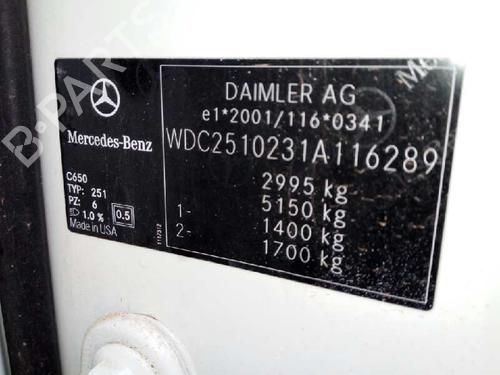 DAIMLER AG
e1*2001/116*0341
WDC2510231A116289
2995 kg
1- 5150 kg
2- 1400 kg
1700 kg
Mercedes-Benz
C650
TYP: 251
PZ: 6
1.0 % 0.5
Made in USA
B-PARTS